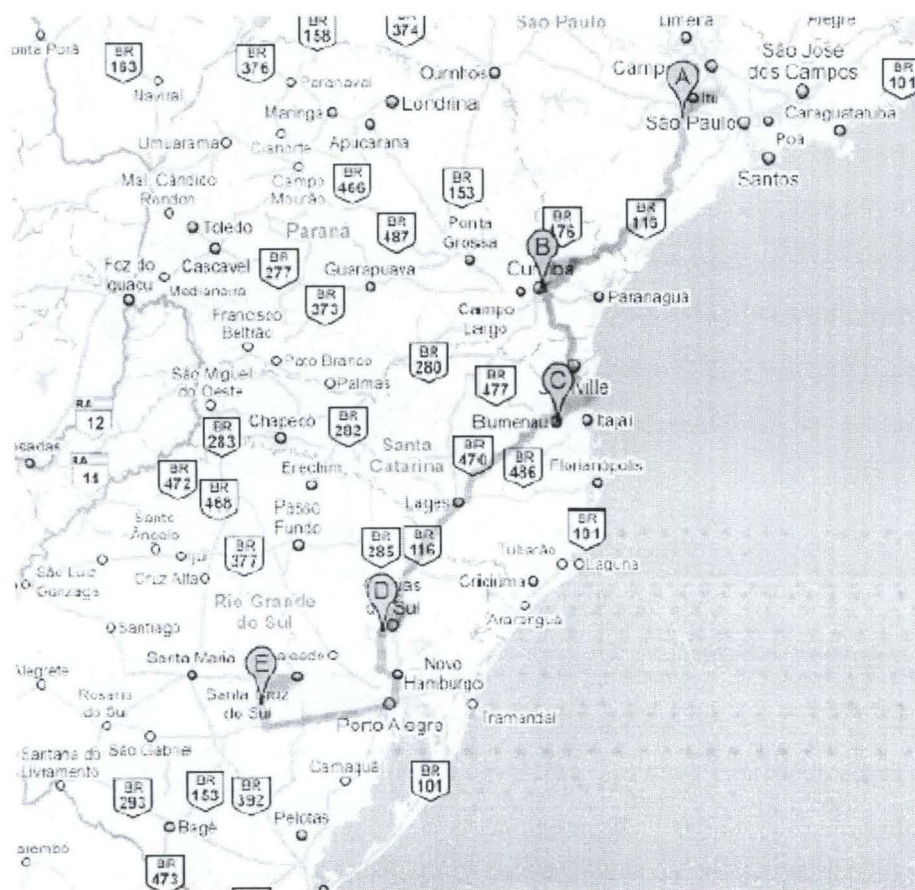 BR 158
BR 374
São Paulo
Limeira
Alegre
BR 163
BR 376
Ourinhos
Camp
A
São José dos Campos
BR 101
Naviraí
Paranavaí
Londrina
Itu
Maringá
São Paulo
Caraguatatuba
Umuarama
Cianorte
Apucarana
Poá
Campo Mourão
BR 466
BR 153
Santos
Mal. Cândido Rondon
Ponta Grossa
BR 476
BR 116
Toledo
Paraná
BR 487
B
Foz do Iguaçu
Cascavel
BR 277
Guarapuava
Medianeira
BR 373
Campo Largo
Paranaguá
Francisco Beltrão
Pato Branco
BR 280
São Miguel do Oeste
Palmas
BR 477
C
ville
RA 12
Chapecó
BR 282
Blumenau
Itajaí
BR 283
Santa Catarina
BR 470
BR 486
Florianópolis
BR 472
Erechim
BR 468
Passo Fundo
Lages
Santo Ângelo
Ijuí
BR 377
BR 285
BR 116
BR 101
Tubarão
Laguna
São Luiz Gonzaga
Cruz Alta
Criciúma
D
Rio Grande do Sul
Araranguá
Santiago
Alegrete
Santa Maria
E
Novo Hamburgo
Rosário do Sul
Santa Cruz do Sul
Porto Alegre
Tramandaí
São Gabriel
Santana do Livramento
Camaquã
BR 101
BR 293
BR 153
BR 392
Bagé
Pelotas
BR 473